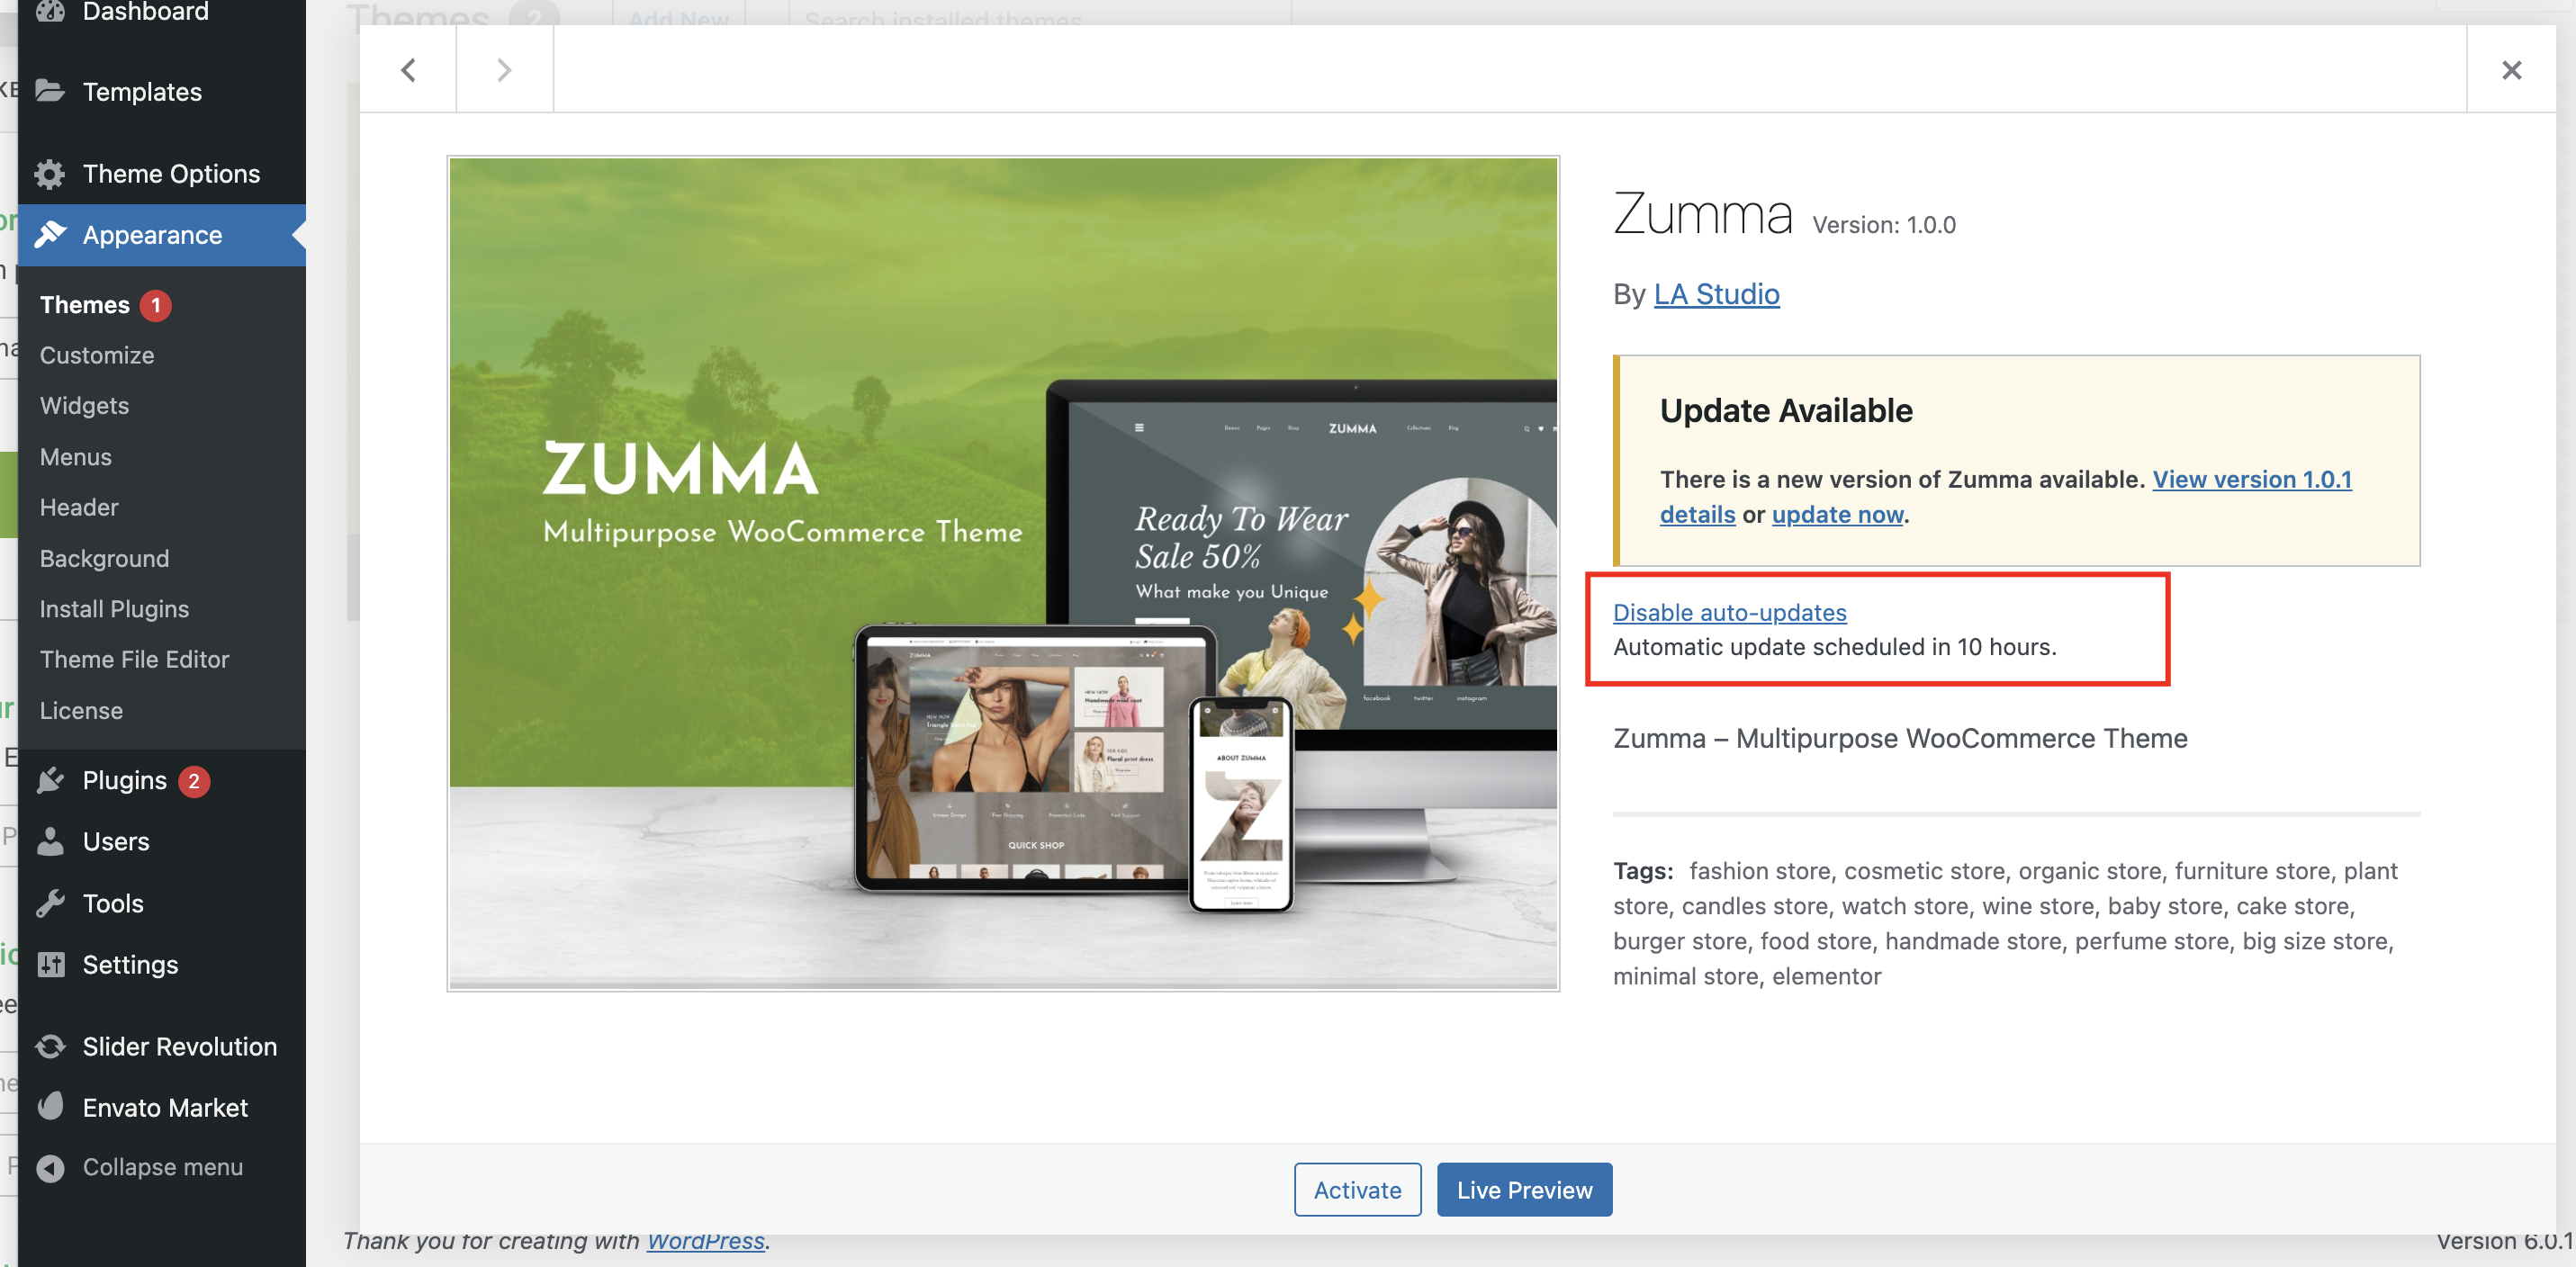 Dashboard
Templates
Theme Options
Appearance
Themes 1
Customize
Widgets
Menus
Header
Background
Install Plugins
Theme File Editor
License
Plugins 2
Users
Tools
Settings
Slider Revolution
Envato Market
Collapse menu
Themes 2
Add New
Search installed themes
ZUMMA
Multipurpose WooCommerce Theme
ZUMMA
Ready To Wear
Sale 50%
What make you Unique
facebook twitter instagram
ZUMMA
QUICK SHOP
ABOUT ZUMMA
Zumma Version: 1.0.0
By LA Studio
Update Available
There is a new version of Zumma available. View version 1.0.1
details or update now.
Disable auto-updates
Automatic update scheduled in 10 hours.
Zumma – Multipurpose WooCommerce Theme
Tags: fashion store, cosmetic store, organic store, furniture store, plant
store, candles store, watch store, wine store, baby store, cake store,
burger store, food store, handmade store, perfume store, big size store,
minimal store, elementor
Activate
Live Preview
Thank you for creating with WordPress.
Version 6.0.1